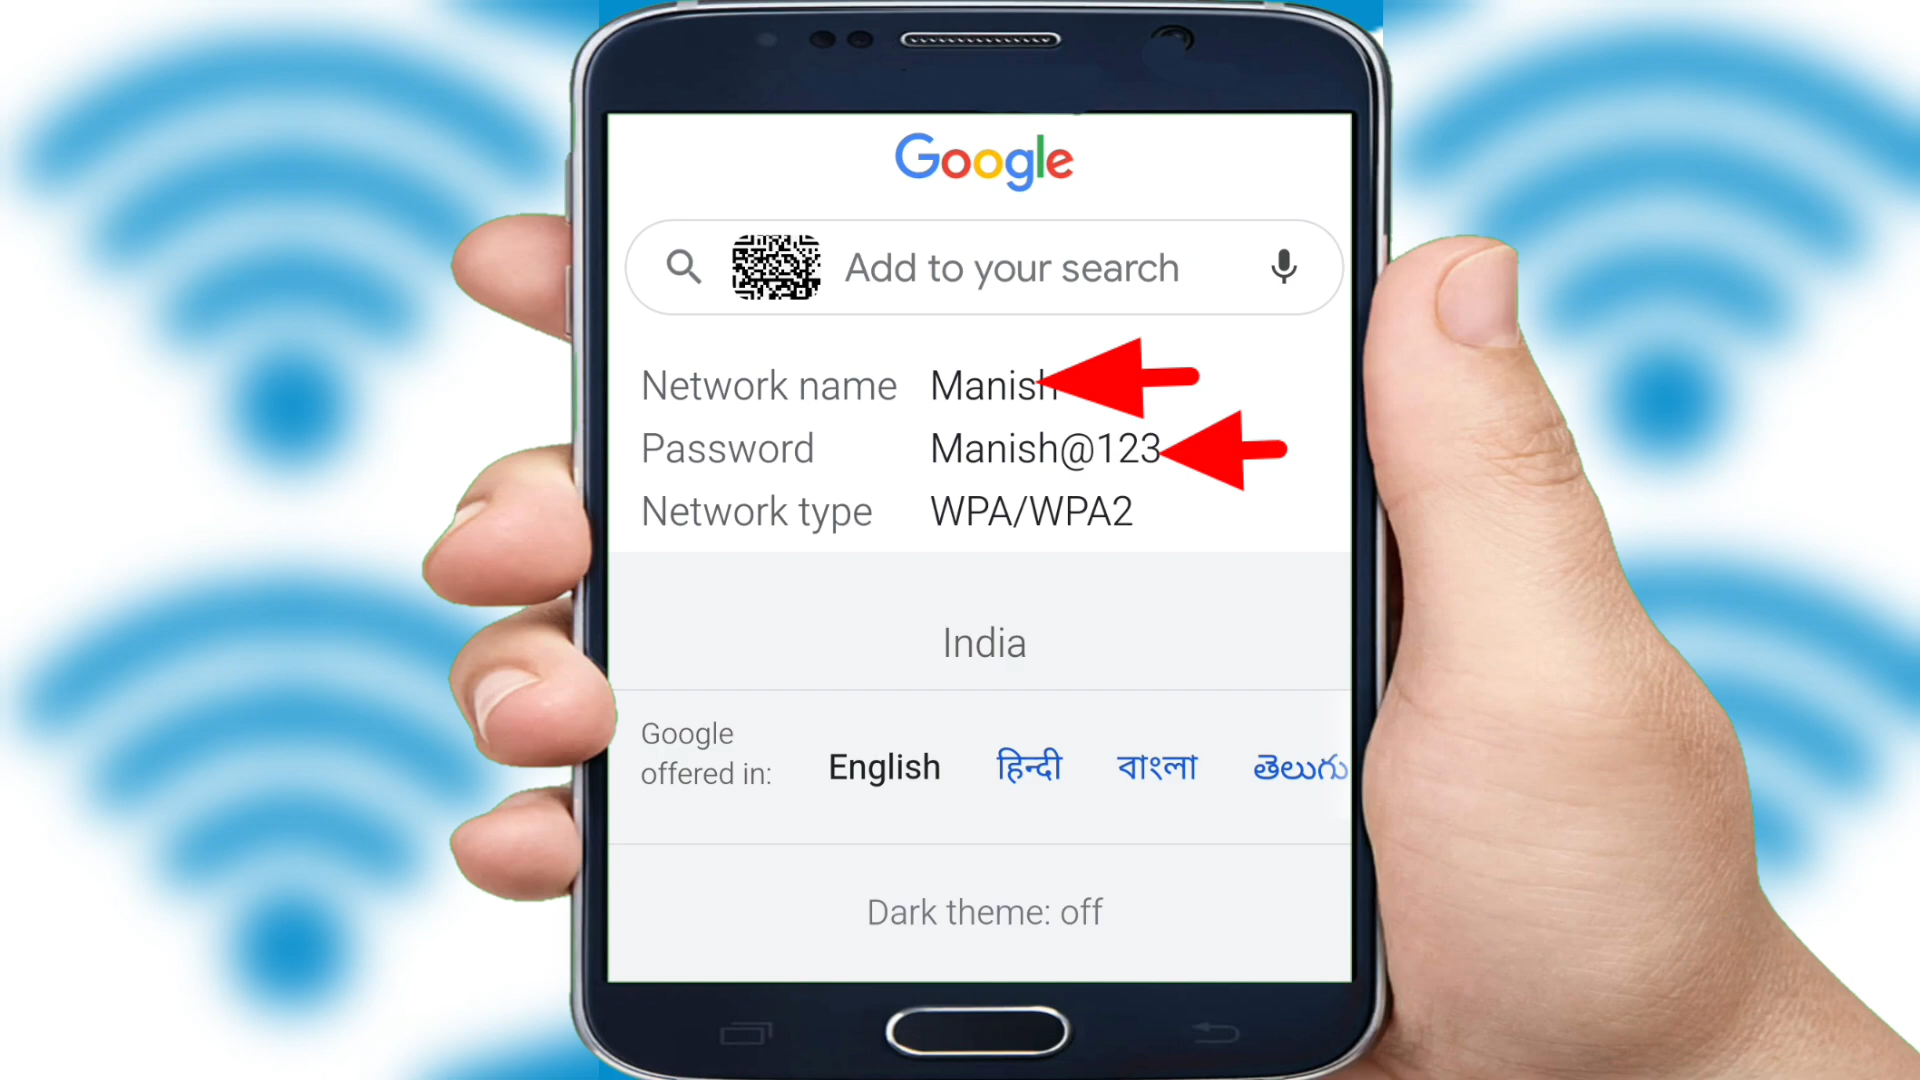 Google
Add to your search
Network name Manish
Password Manish@123
Network type WPA/WPA2
India
Google
offered in: English हिन्दी বাংলা తెలుగు
Dark theme: off